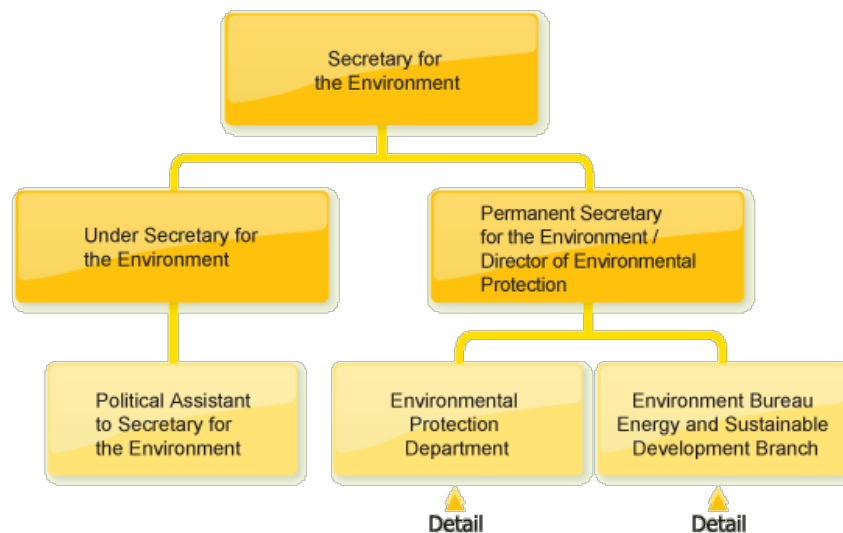 Secretary for
the Environment
Under Secretary for
the Environment
Permanent Secretary
for the Environment /
Director of Environmental
Protection
Political Assistant
to Secretary for
the Environment
Environmental
Protection
Department
Environment Bureau
Energy and Sustainable
Development Branch
Detail
Detail